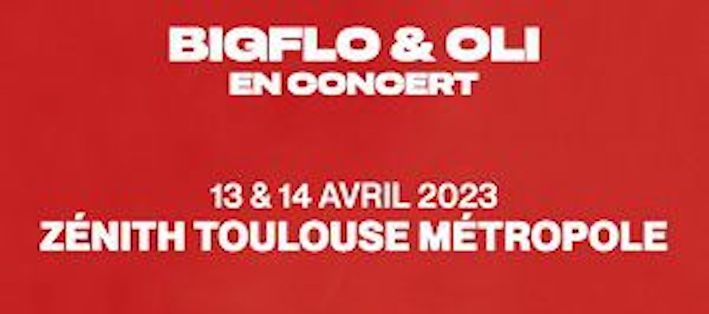 BIGFLO & OLI
EN CONCERT
13 & 14 AVRIL 2023
ZÉNITH TOULOUSE MÉTROPOLE